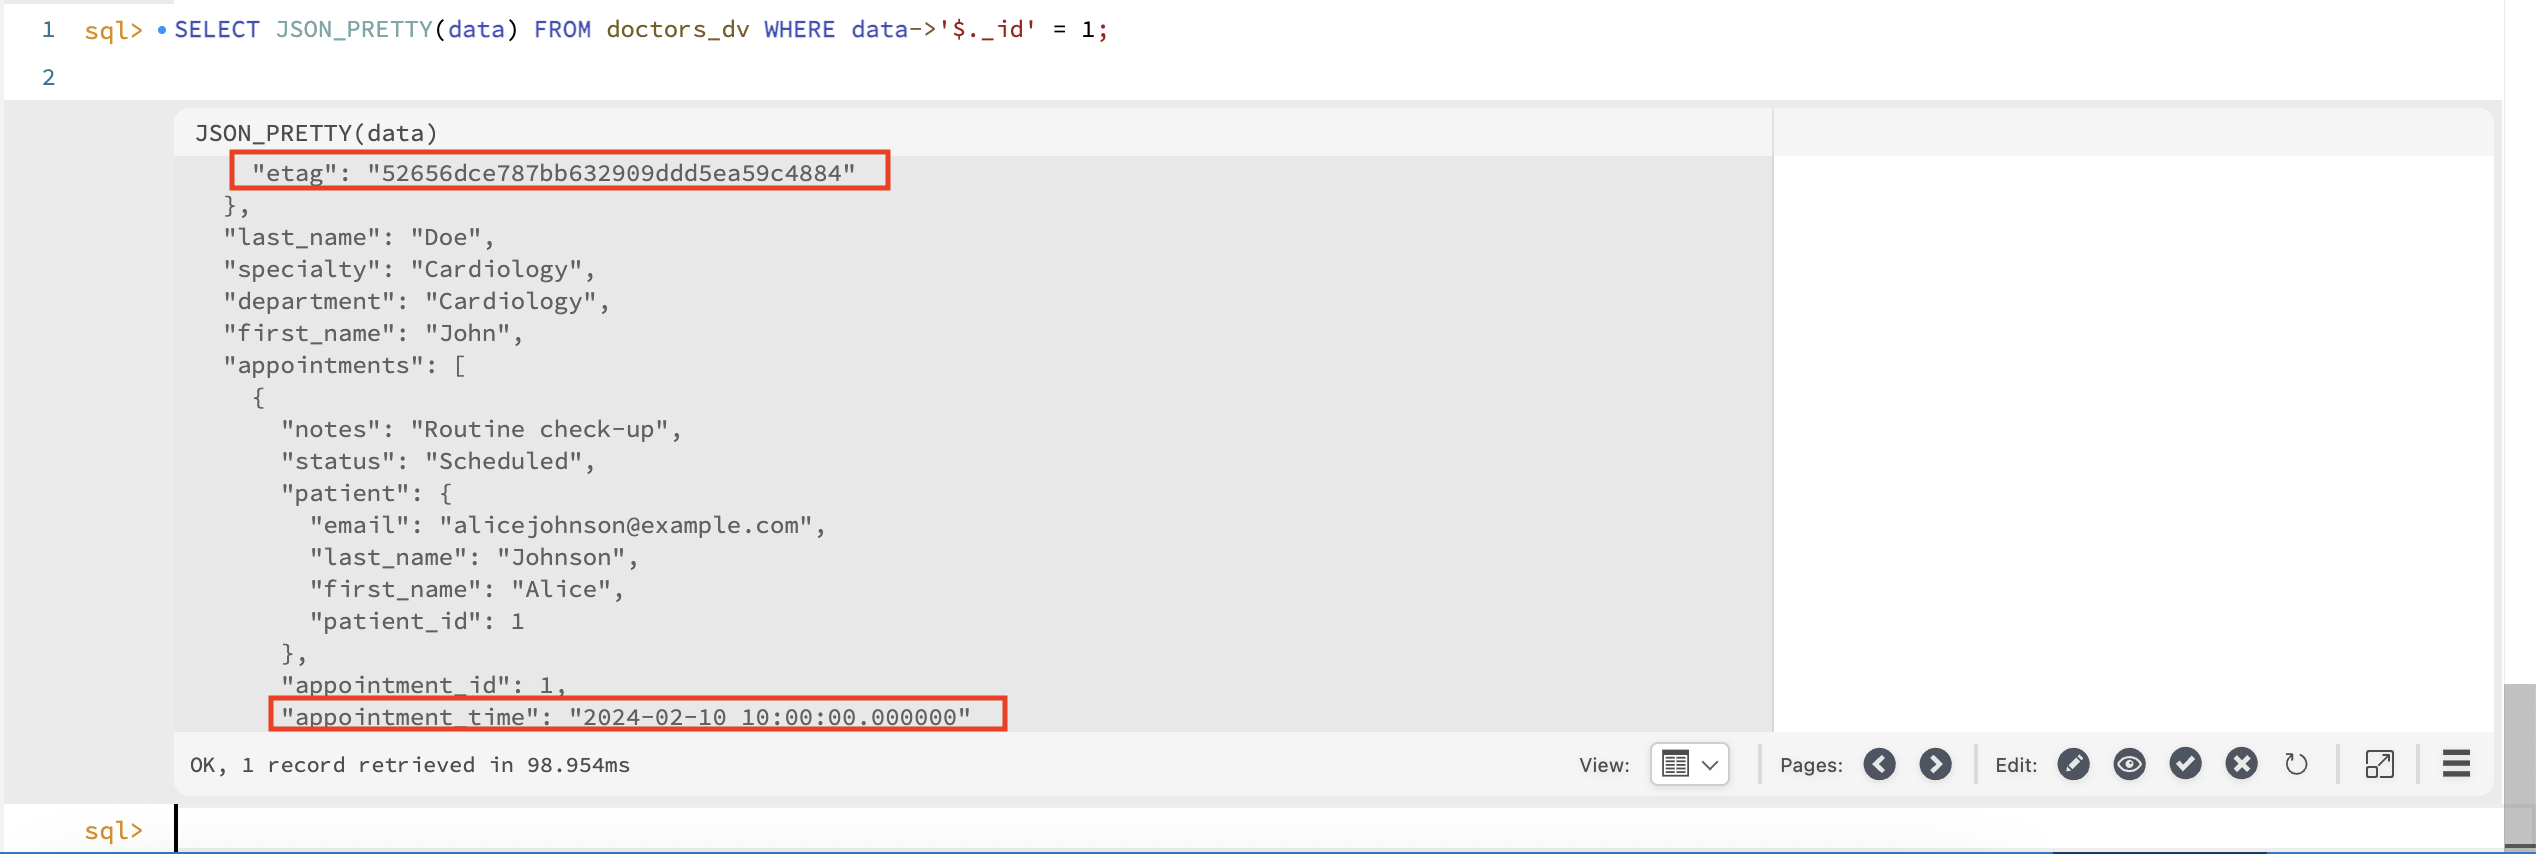 1 sql> SELECT JSON_PRETTY(data) FROM doctors_dv WHERE data->'$._id' = 1;
2
JSON_PRETTY(data)
"etag": "52656dce787bb632909ddd5ea59c4884"
},
"last_name": "Doe",
"specialty": "Cardiology",
"department": "Cardiology",
"first_name": "John",
"appointments": [
{
"notes": "Routine check-up",
"status": "Scheduled",
"patient": {
"email": "alicejohnson@example.com",
"last_name": "Johnson",
"first_name": "Alice",
"patient_id": 1
},
"appointment_id": 1,
"appointment_time": "2024-02-10 10:00:00.000000"
OK, 1 record retrieved in 98.954ms View: Pages: Edit:
sql>